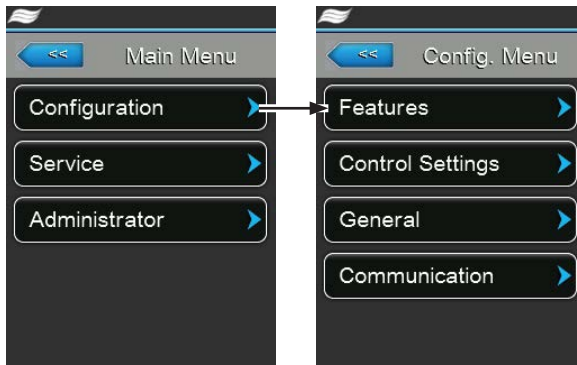 << Main Menu
Configuration
Service
Administrator
<< Config. Menu
Features
Control Settings
General
Communication